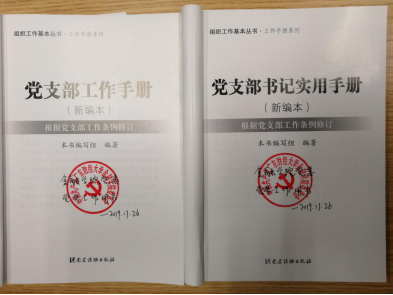 组织工作基本丛书·工作手册系列
党支部工作手册
（新编本）
根据党支部工作条例修订
本书编写组 编著
2019.11.26
党建读物出版社
组织工作基本丛书·工作手册系列
党支部书记实用手册
（新编本）
根据党支部工作条例修订
本书编写组 编著
2019.11.26
党建读物出版社